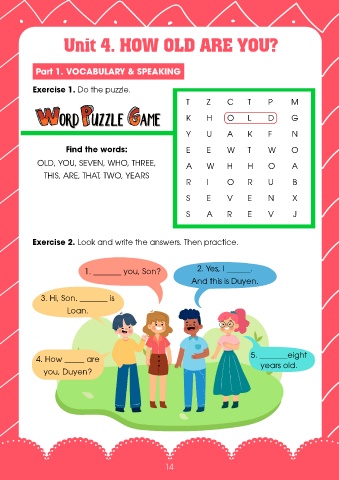 Unit 4. HOW OLD ARE YOU?
Part 1. VOCABULARY & SPEAKING
Exercise 1. Do the puzzle.
WORD PUZZLE GAME
Find the words:
OLD, YOU, SEVEN, WHO, THREE,
THIS, ARE, THAT, TWO, YEARS
T Z C T P M
K H O L D G
Y U A K F N
E E W T W O
A W H H O A
R I O R U B
S E V E N X
S A R E V J
Exercise 2. Look and write the answers. Then practice.
1. ______ you, Son?
2. Yes, I ______.
And this is Duyen.
3. Hi, Son. ______ is
Loan.
4. How _____ are
you, Duyen?
5. ______ eight
years old.
14